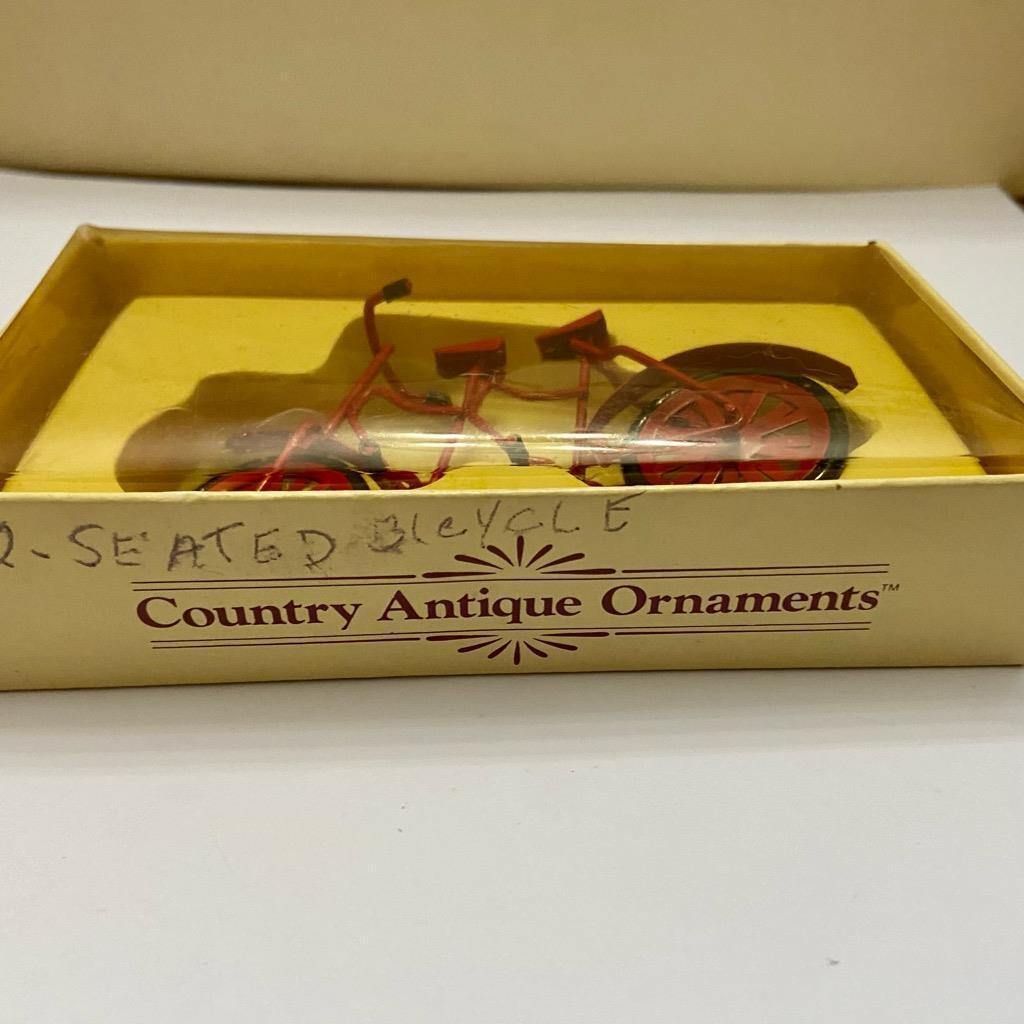 2-SEATED BIcYCLE
Country Antique Ornaments™